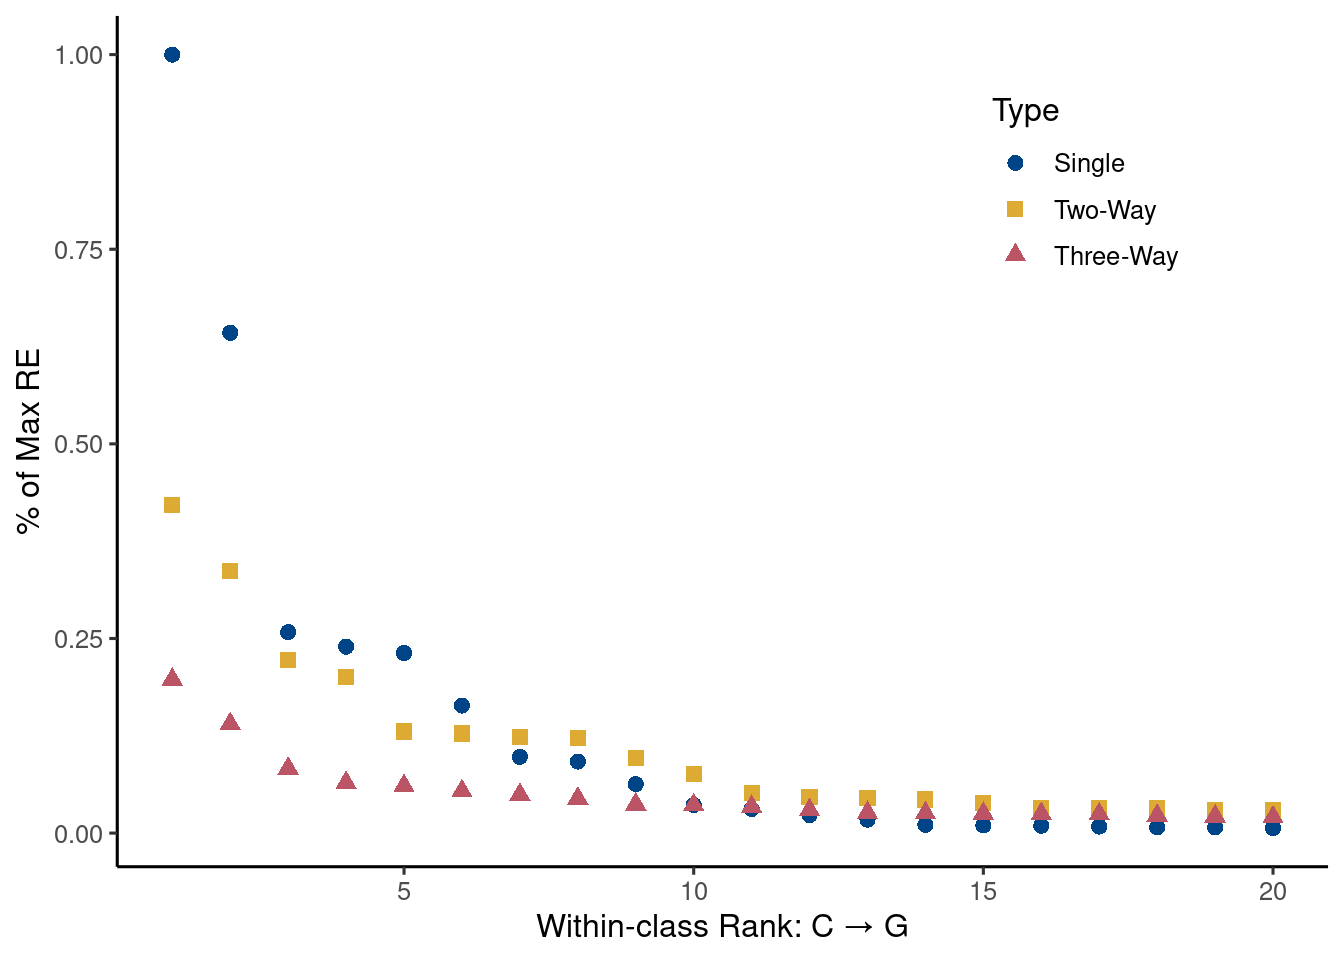 1.00
0.75
0.50
0.25
0.00
% of Max RE
Type
Single
Two-Way
Three-Way
5
10
15
20
Within-class Rank: C → G